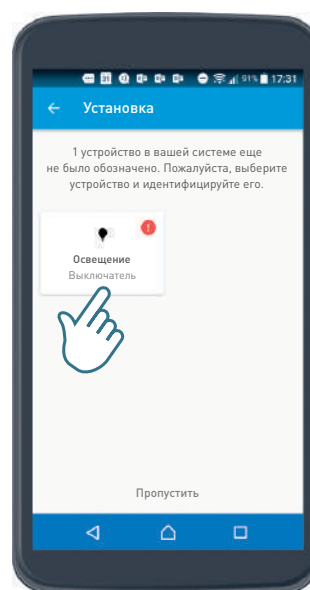 91% 17:31
Установка
1 устройство в вашей системе еще
не было обозначено. Пожалуйста, выберите
устройство и идентифицируйте его.
Освещение
Выключатель
Пропустить